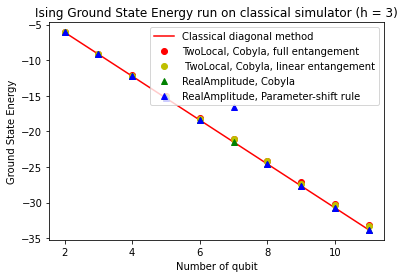 Ising Ground State Energy run on classical simulator (h = 3)
Classical diagonal method
TwoLocal, Cobyla, full entangement
TwoLocal, Cobyla, linear entangement
RealAmplitude, Cobyla
RealAmplitude, Parameter-shift rule
Ground State Energy
−5
−10
−15
−20
−25
−30
−35
2
4
6
8
10
Number of qubit